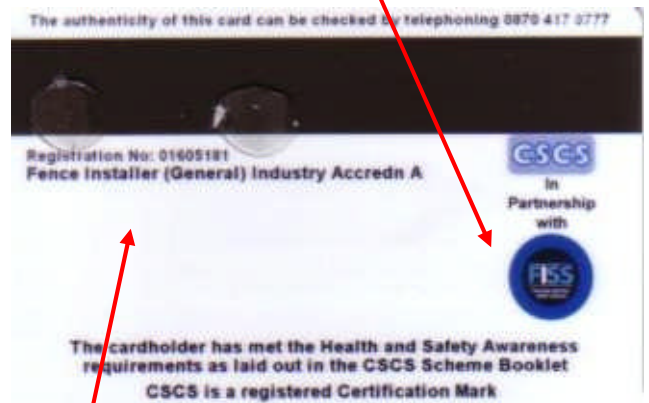 The authenticity of this card can be checked by telephoning 0870 417 0777
Registration No: 01605181
Fence Installer (General) Industry Accredn A
CSCS
In
Partnership
with
FISS
The cardholder has met the Health and Safety Awareness
requirements as laid out in the CSCS Scheme Booklet
CSCS is a registered Certification Mark